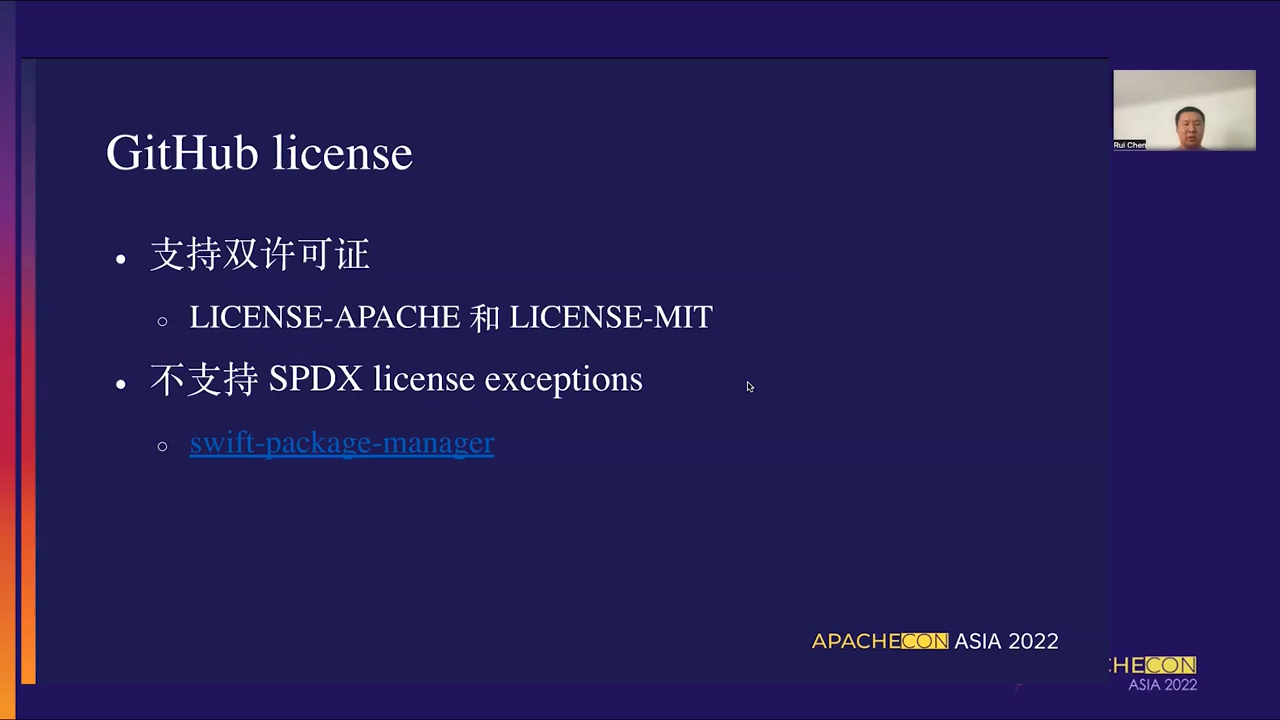 GitHub license
支持双许可证
LICENSE-APACHE 和 LICENSE-MIT
不支持 SPDX license exceptions
swift-package-manager
APACHECON ASIA 2022
Rui Chen
CHECON
ASIA 2022